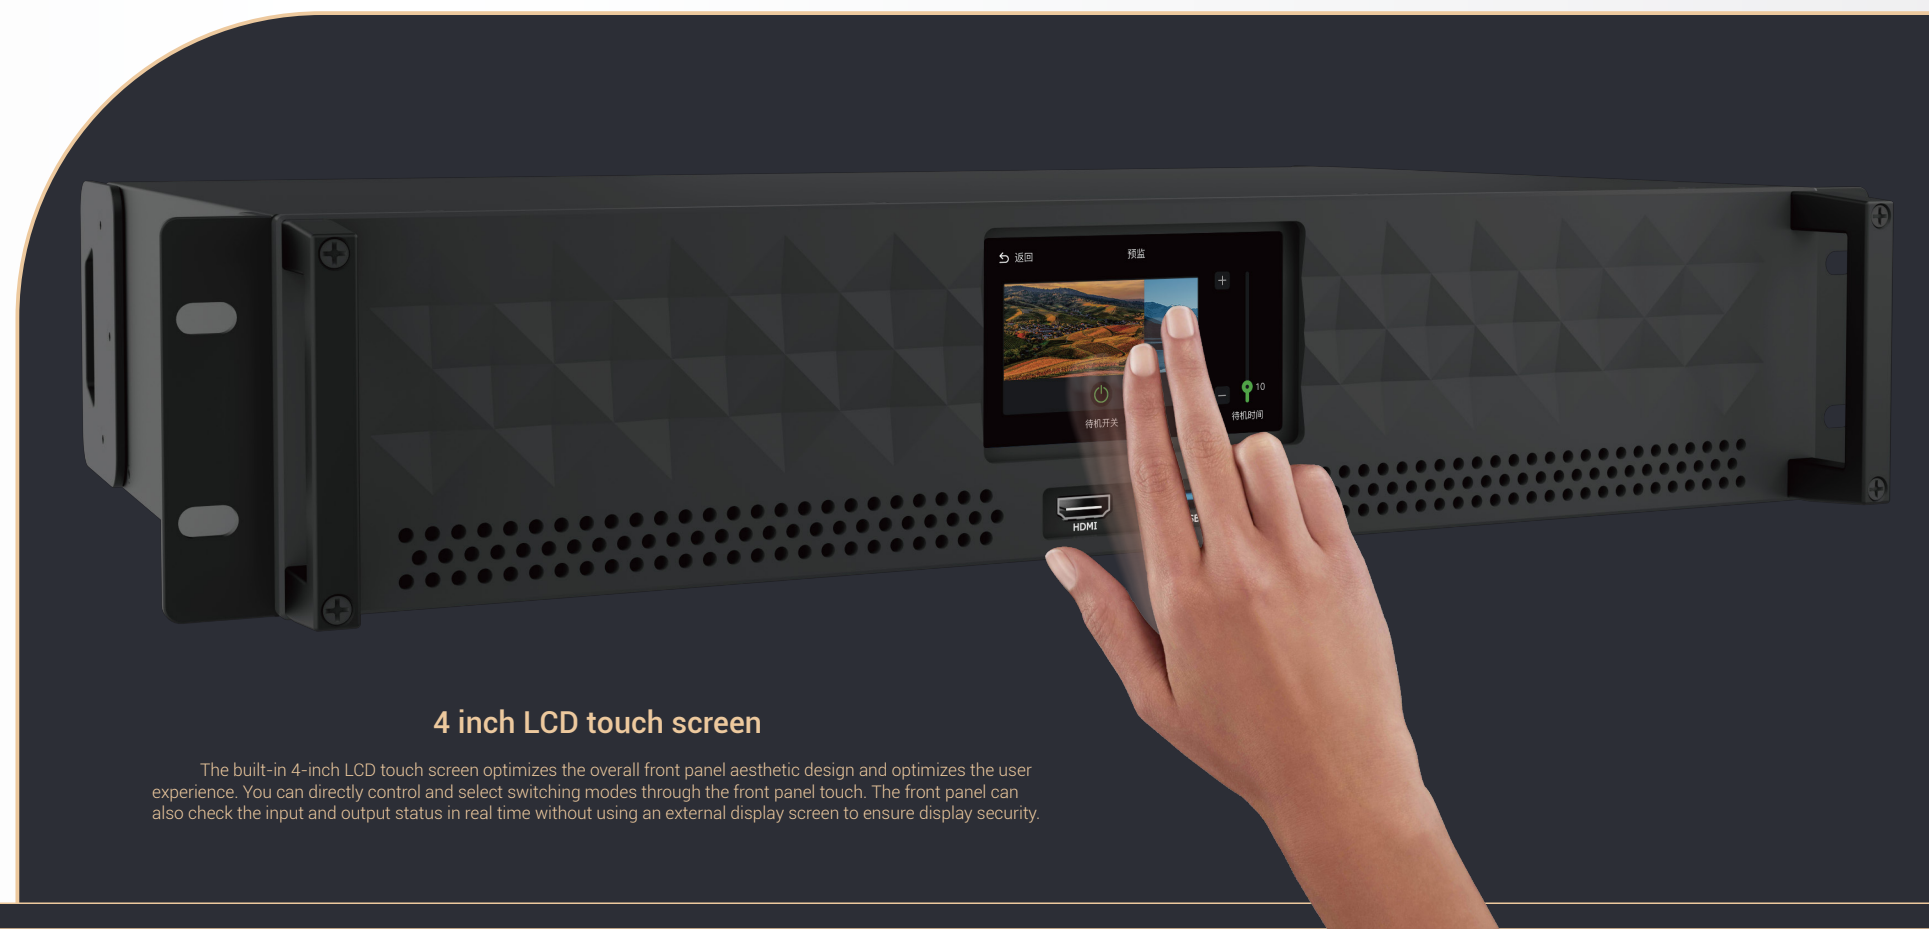 返回
预监
10
待机开关
待机时间
HDMI
4 inch LCD touch screen
The built-in 4-inch LCD touch screen optimizes the overall front panel aesthetic design and optimizes the user
experience. You can directly control and select switching modes through the front panel touch. The front panel can
also check the input and output status in real time without using an external display screen to ensure display security.